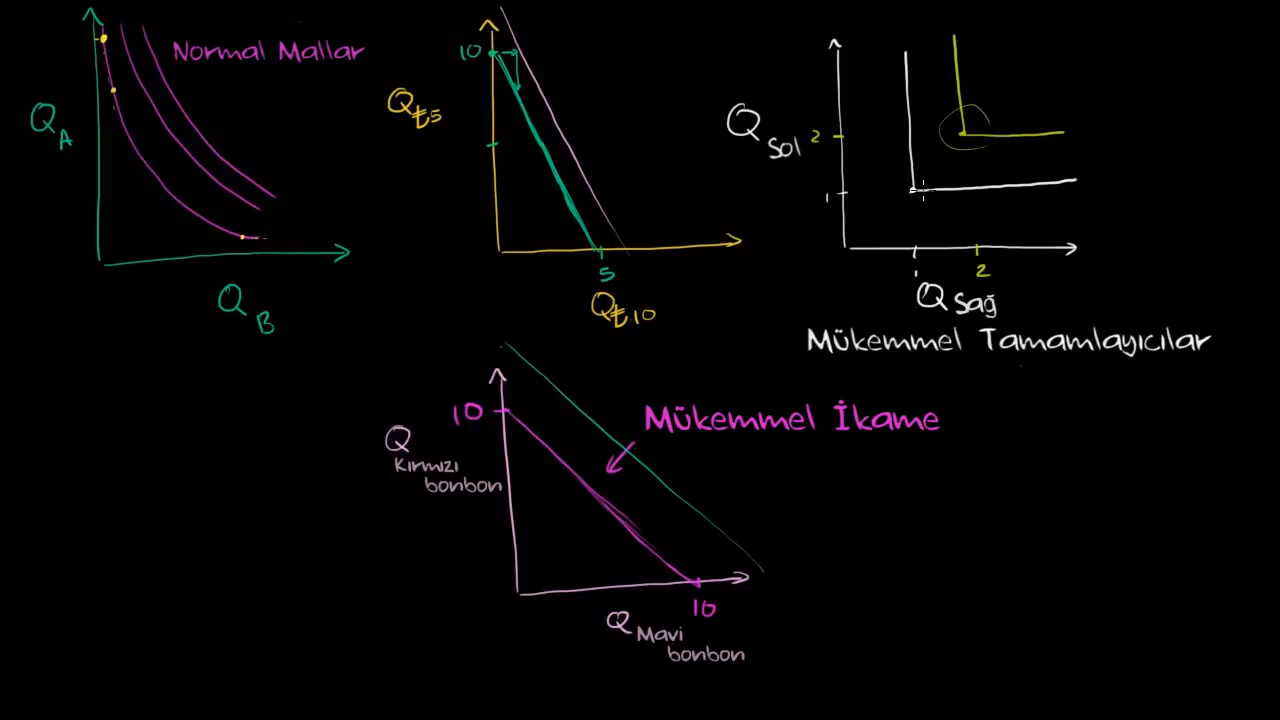 Normal Mallar
Q A
Q B
10
Q ₺5
5
Q ₺10
Q Sol
2
1
1
2
Q Sağ
Mükemmel Tamamlayıcılar
10
Mükemmel İkame
Q
Kırmızı
bonbon
10
Q Mavi
bonbon